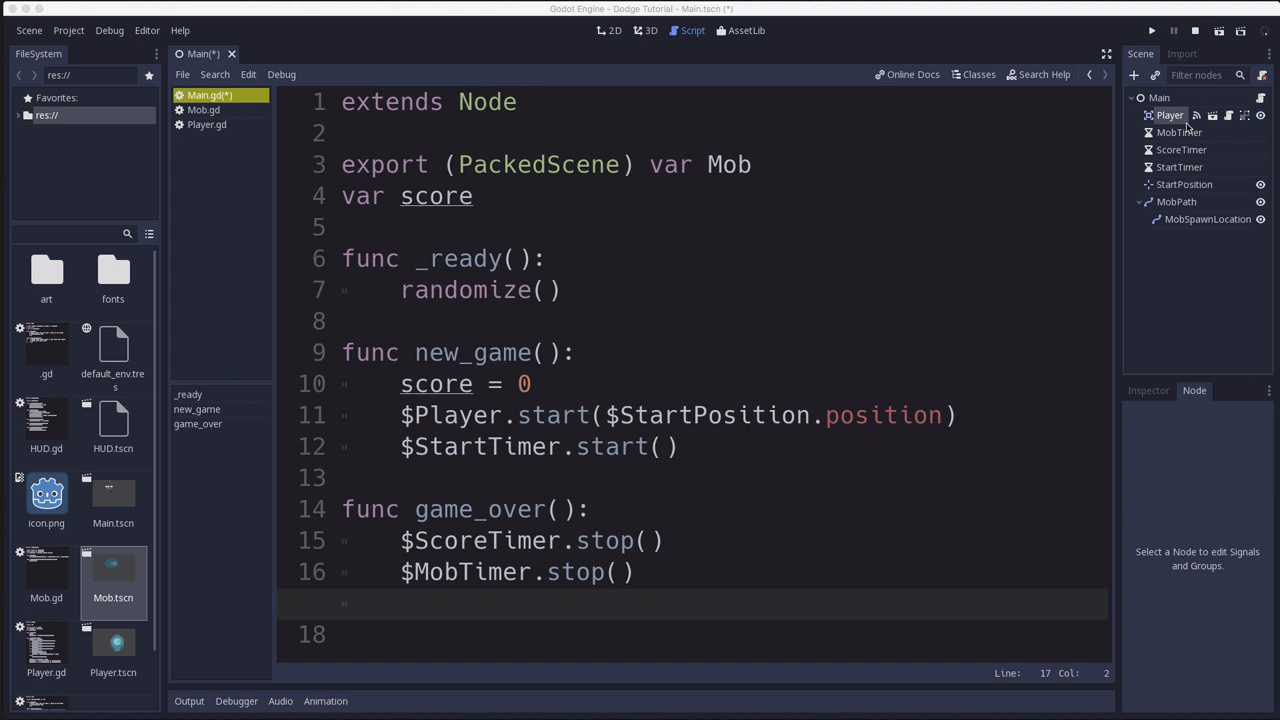 Godot Engine - Dodge Tutorial - Main.tscn (*)
Scene Project Debug Editor Help
2D 3D Script AssetLib
FileSystem
res://
Favorites:
res://
art
fonts
.gd
default_env.tres
HUD.gd
HUD.tscn
icon.png
Main.tscn
Mob.gd
Mob.tscn
Player.gd
Player.tscn
Main(*)
File Search Edit Debug
Online Docs Classes Search Help
Main.gd(*)
Mob.gd
Player.gd
_ready
new_game
game_over
1 extends Node
2
3 export (PackedScene) var Mob
4 var score
5
6 func _ready():
7 randomize()
8
9 func new_game():
10 score = 0
11 $Player.start($StartPosition.position)
12 $StartTimer.start()
13
14 func game_over():
15 $ScoreTimer.stop()
16 $MobTimer.stop()
18
Line: 17 Col: 2
Output Debugger Audio Animation
Scene Import
Filter nodes
Main
Player
MobTimer
ScoreTimer
StartTimer
StartPosition
MobPath
MobSpawnLocation
Inspector Node
Select a Node to edit Signals
and Groups.